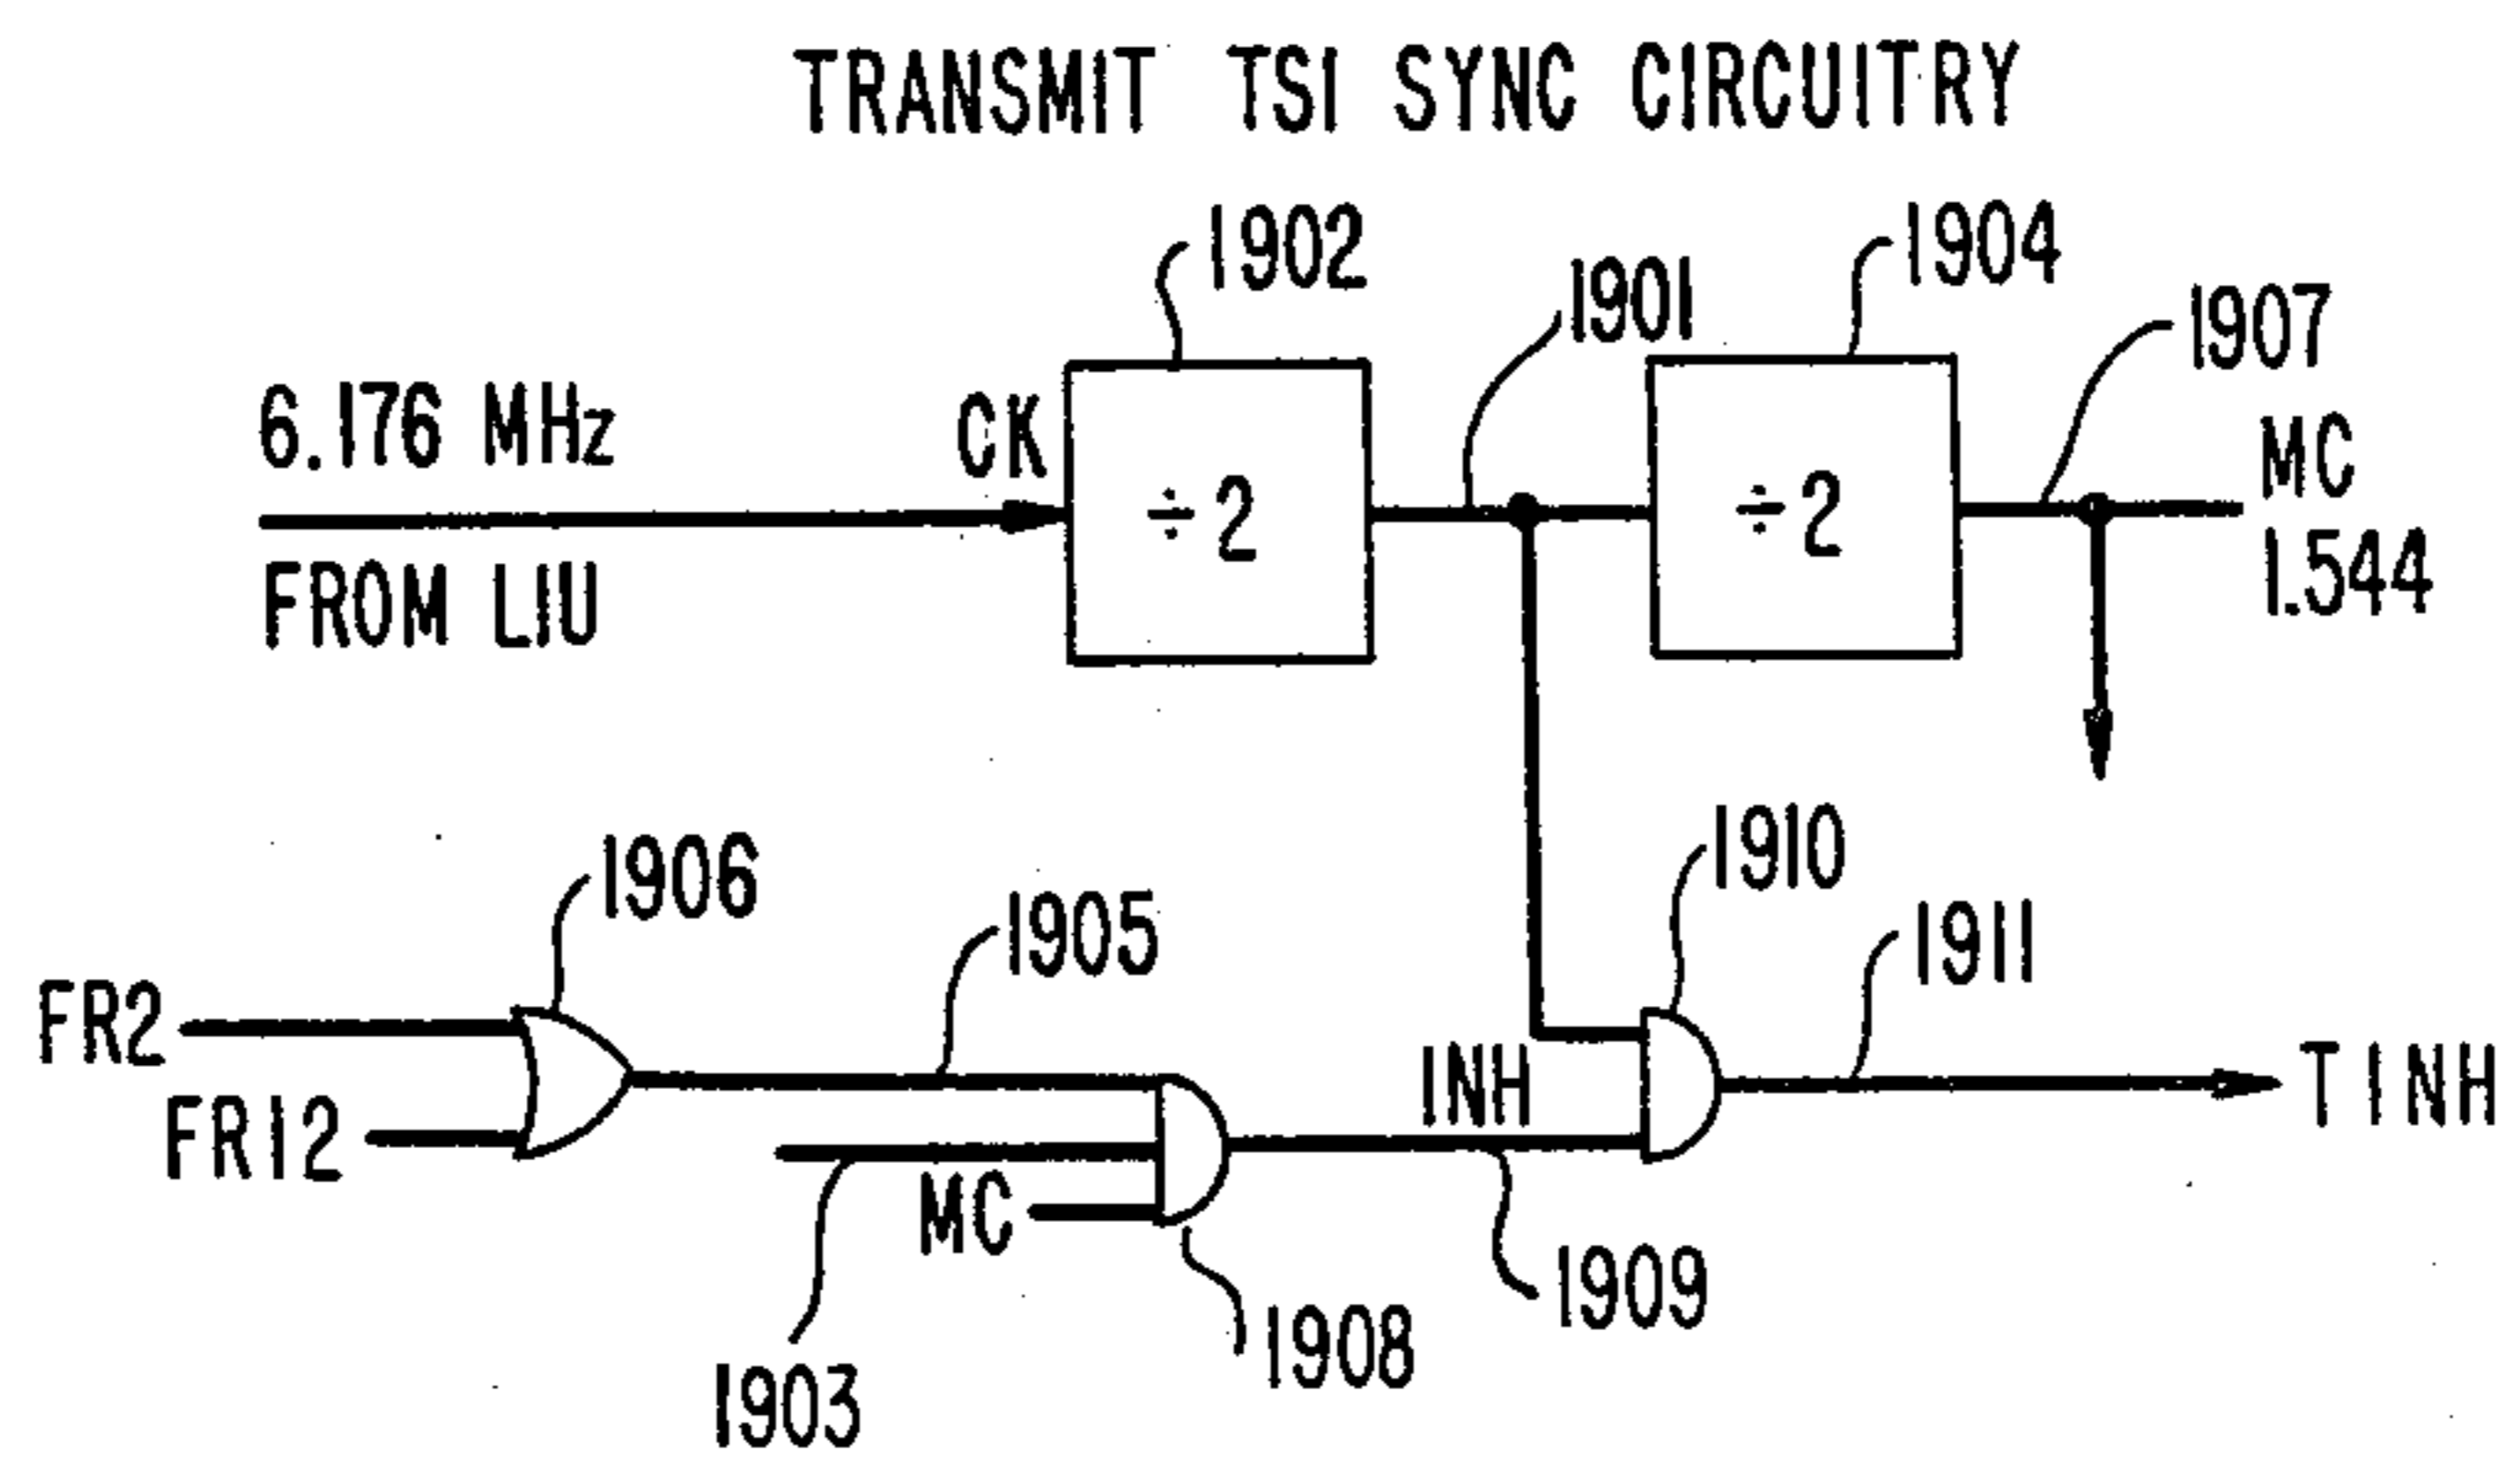 TRANSMIT TSI SYNC CIRCUITRY
1902
1904
1901
1907
6.176 MHz
CK
MC
÷2
÷2
FROM LIU
1.544
1910
1906
1905
1911
FR2
INH
TINH
FR12
MC
1909
1908
1903